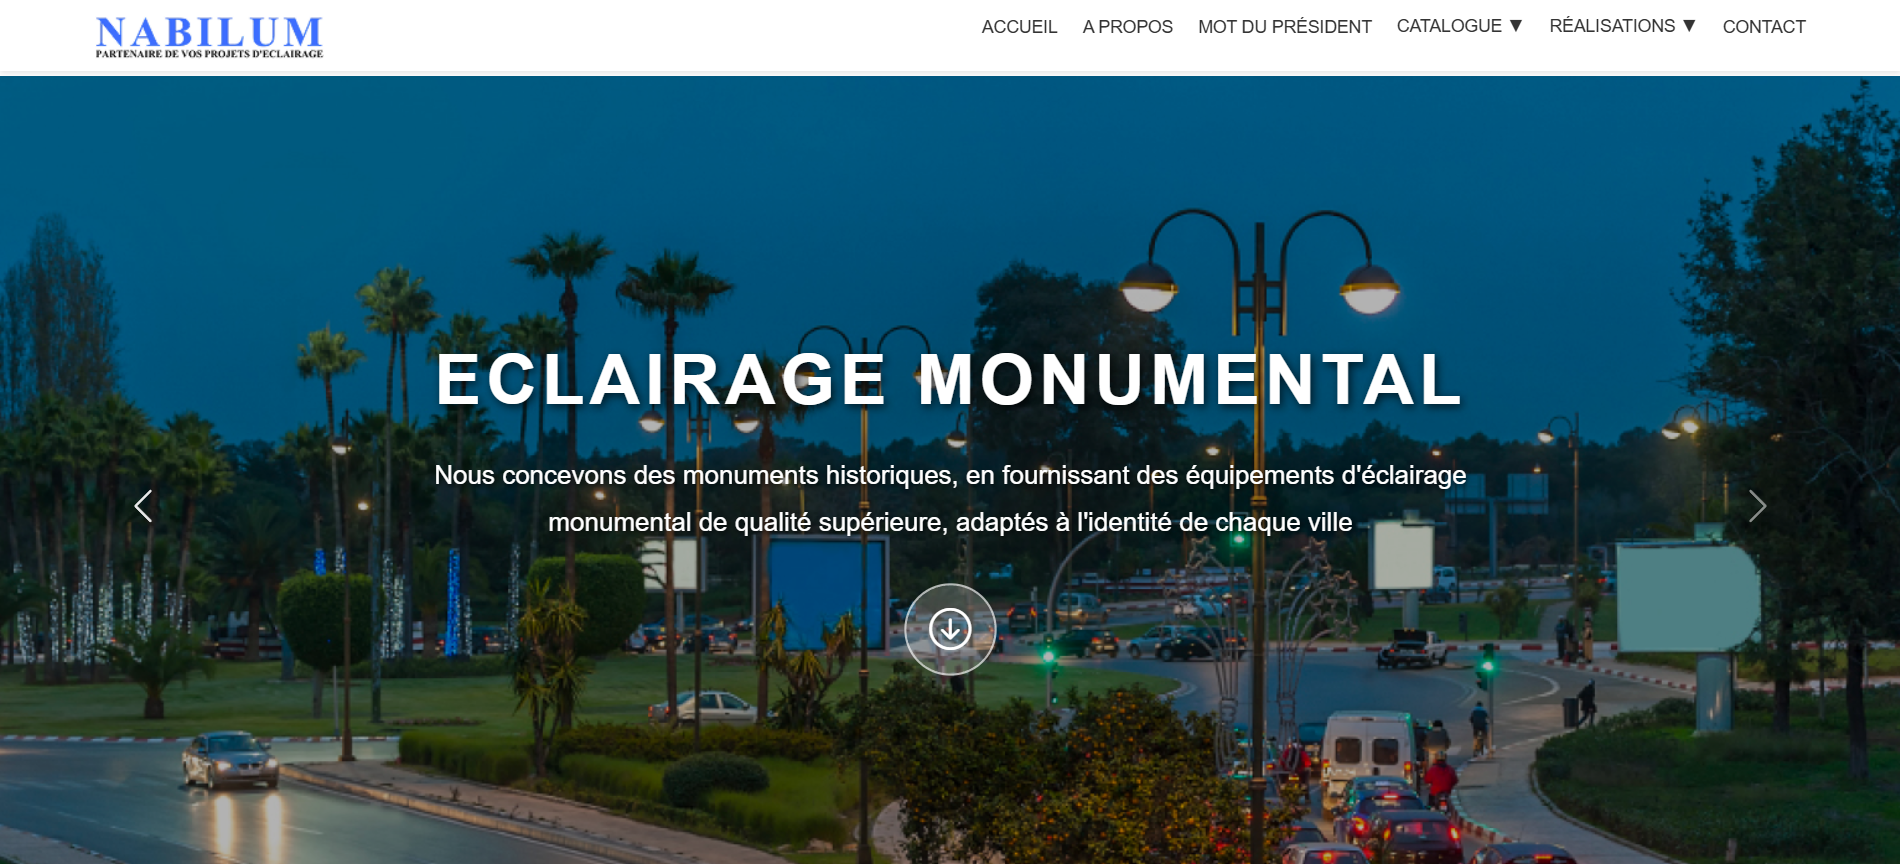 NABILUM
PARTENAIRE DE VOS PROJETS D'ECLAIRAGE
ACCUEIL A PROPOS MOT DU PRÉSIDENT CATALOGUE ▼ RÉALISATIONS ▼ CONTACT
ECLAIRAGE MONUMENTAL
Nous concevons des monuments historiques, en fournissant des équipements d'éclairage
monumental de qualité supérieure, adaptés à l'identité de chaque ville